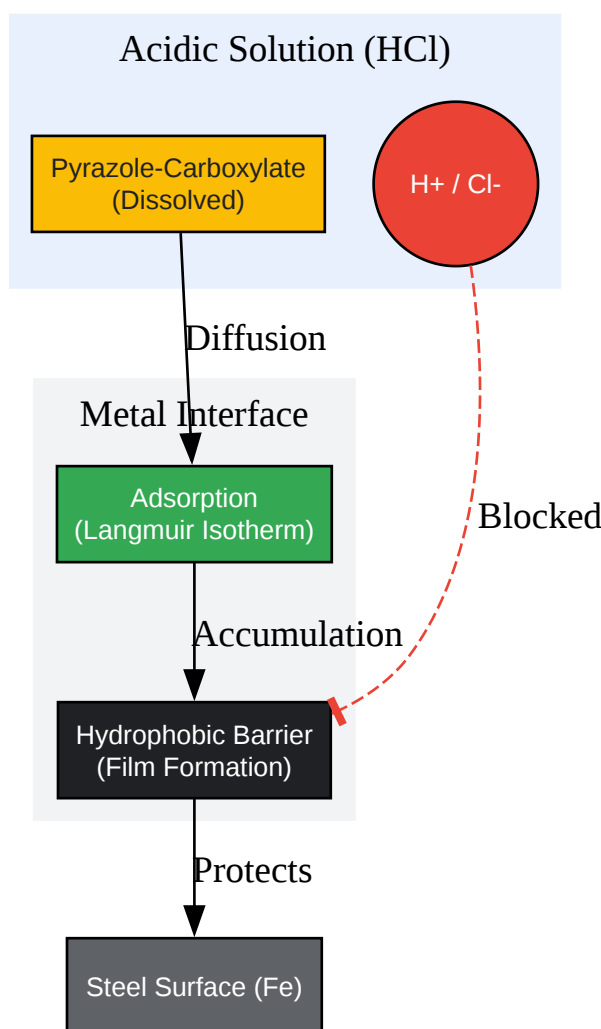 Acidic Solution (HCl)
Pyrazole-Carboxylate
(Dissolved)
H+ / Cl-
Diffusion
Metal Interface
Adsorption
(Langmuir Isotherm)
Blocked
Accumulation
Hydrophobic Barrier
(Film Formation)
Protects
Steel Surface (Fe)